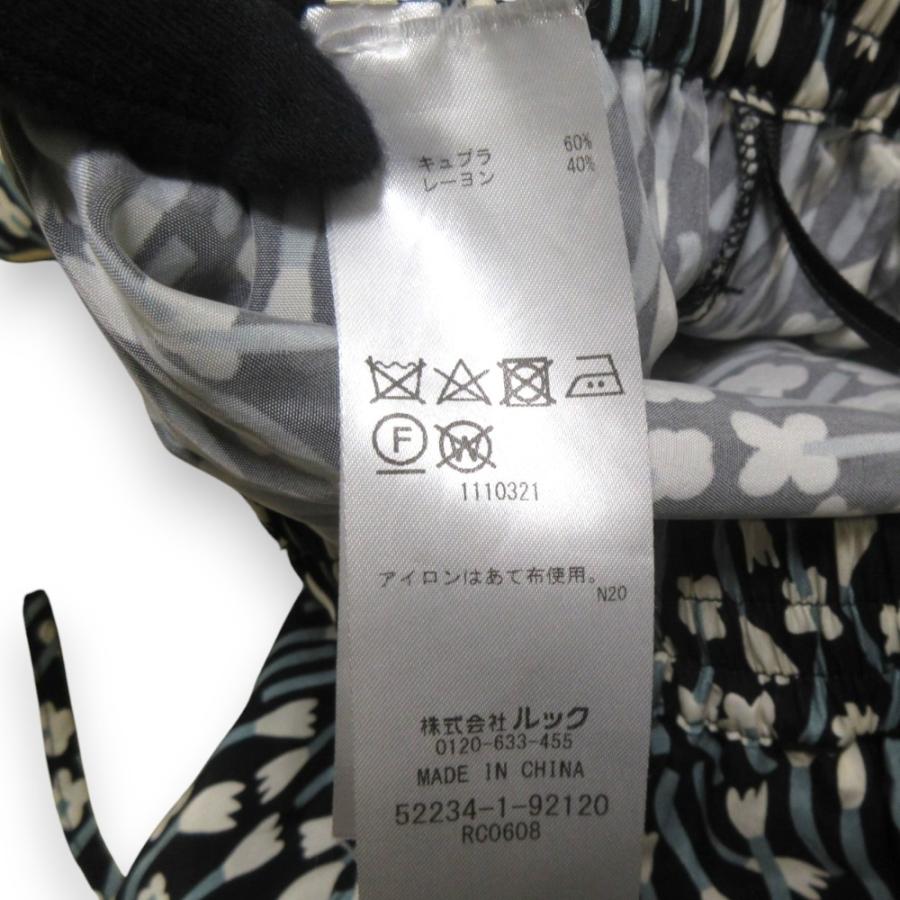 キュプラ 60%
レーヨン 40%
F W
1110321
アイロンはあて布使用。
N20
株式会社ルック
0120-633-455
MADE IN CHINA
52234-1-92120
RC0608